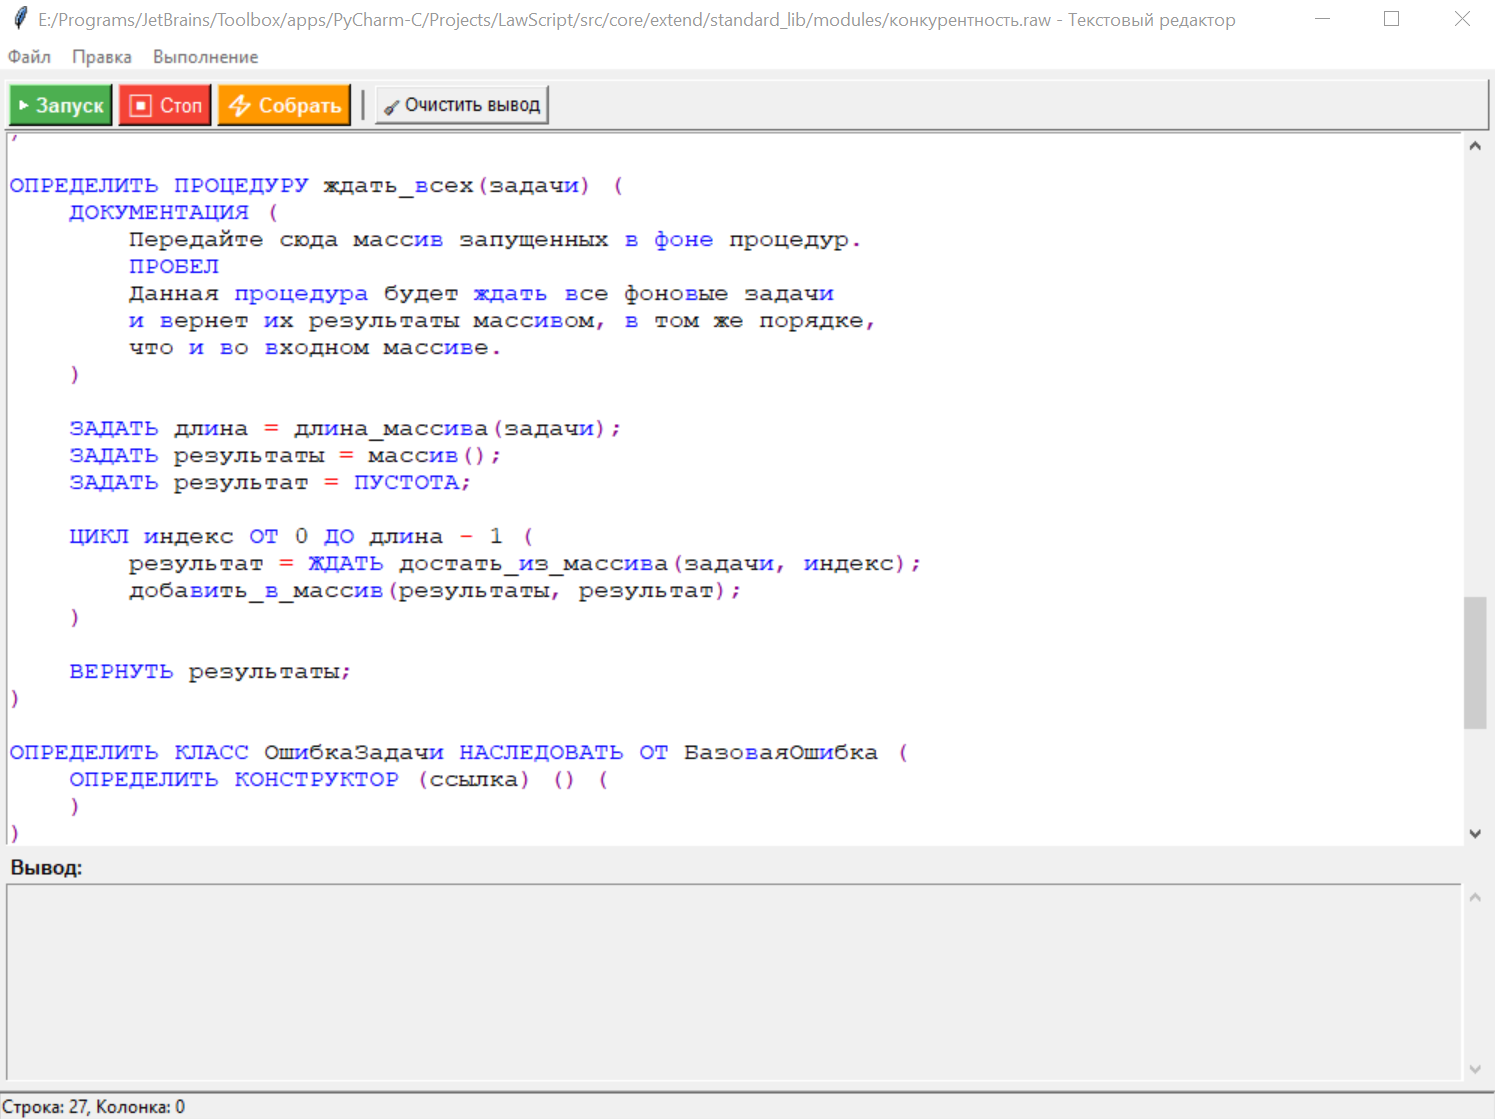 E:/Programs/JetBrains/Toolbox/apps/PyCharm-C/Projects/LawScript/src/core/extend/standard_lib/modules/конкурентность.raw - Текстовый редактор
Файл Правка Выполнение
Запуск Стоп Собрать Очистить вывод
ОПРЕДЕЛИТЬ ПРОЦЕДУРУ ждать_всех(задачи) (
    ДОКУМЕНТАЦИЯ (
        Передайте сюда массив запущенных в фоне процедур.
        ПРОБЕЛ
        Данная процедура будет ждать все фоновые задачи
        и вернет их результаты массивом, в том же порядке,
        что и во входном массиве.
    )
    ЗАДАТЬ длина = длина_массива(задачи);
    ЗАДАТЬ результаты = массив();
    ЗАДАТЬ результат = ПУСТОТА;
    ЦИКЛ индекс ОТ 0 ДО длина - 1 (
        результат = ЖДАТЬ достать_из_массива(задачи, индекс);
        добавить_в_массив(результаты, результат);
    )
    ВЕРНУТЬ результаты;
)
ОПРЕДЕЛИТЬ КЛАСС ОшибкаЗадачи НАСЛЕДОВАТЬ ОТ БазоваяОшибка (
    ОПРЕДЕЛИТЬ КОНСТРУКТОР (ссылка) () (
    )
)
Вывод:
Строка: 27, Колонка: 0